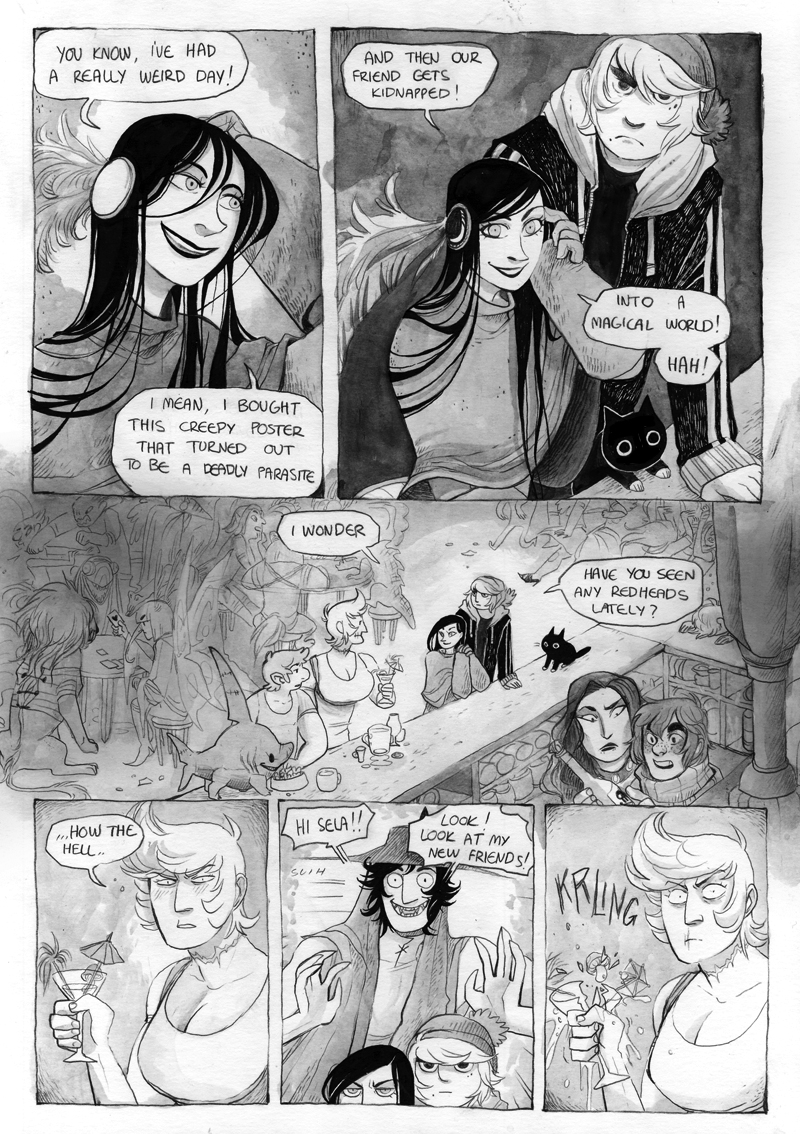 YOU KNOW, I'VE HAD
A REALLY WEIRD DAY!
I MEAN, I BOUGHT
THIS CREEPY POSTER
THAT TURNED OUT
TO BE A DEADLY PARASITE
AND THEN OUR
FRIEND GETS
KIDNAPPED!
INTO A
MAGICAL WORLD!
HAH!
I WONDER
HAVE YOU SEEN
ANY REDHEADS
LATELY?
...HOW THE
HELL..
HI SELA!!
LOOK!
LOOK AT MY
NEW FRIENDS!
KRLING